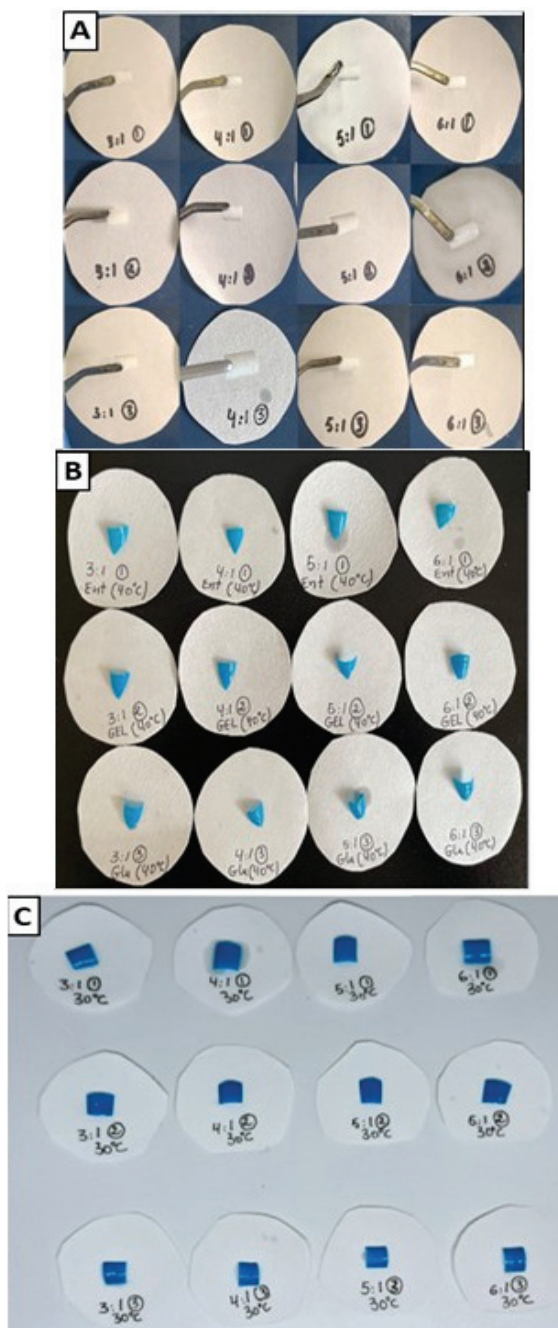 A
3:1 ①
4:1 ①
5:1 ①
6:1 ①
3:1 ②
4:1
5:1 ②
6:1 ②
3:1 ③
4:1 ③
5:1 ③
6:1 ③
B
3:1 ①
Ent (40°C)
4:1 ①
Ent (40°C)
5:1 ①
Ent (40°C)
6:1 ①
Ent (40°C)
3:1 ②
GEL (40°C)
4:1 ②
GEL (40°C)
5:1 ②
GEL (40°C)
6:1 ②
GEL (40°C)
3:1 ③
Glu (40°C)
4:1 ③
Glu (40°C)
5:1 ③
Glu (40°C)
6:1 ③
Glu (40°C)
C
3:1 ①
30°C
4:1 ①
30°C
5:1 ①
30°C
6:1 ①
30°C
3:1 ②
30°C
4:1 ②
30°C
5:1 ②
30°C
6:1 ②
30°C
3:1 ③
30°C
4:1 ③
30°C
5:1
30°C
6:1 ③
30°C